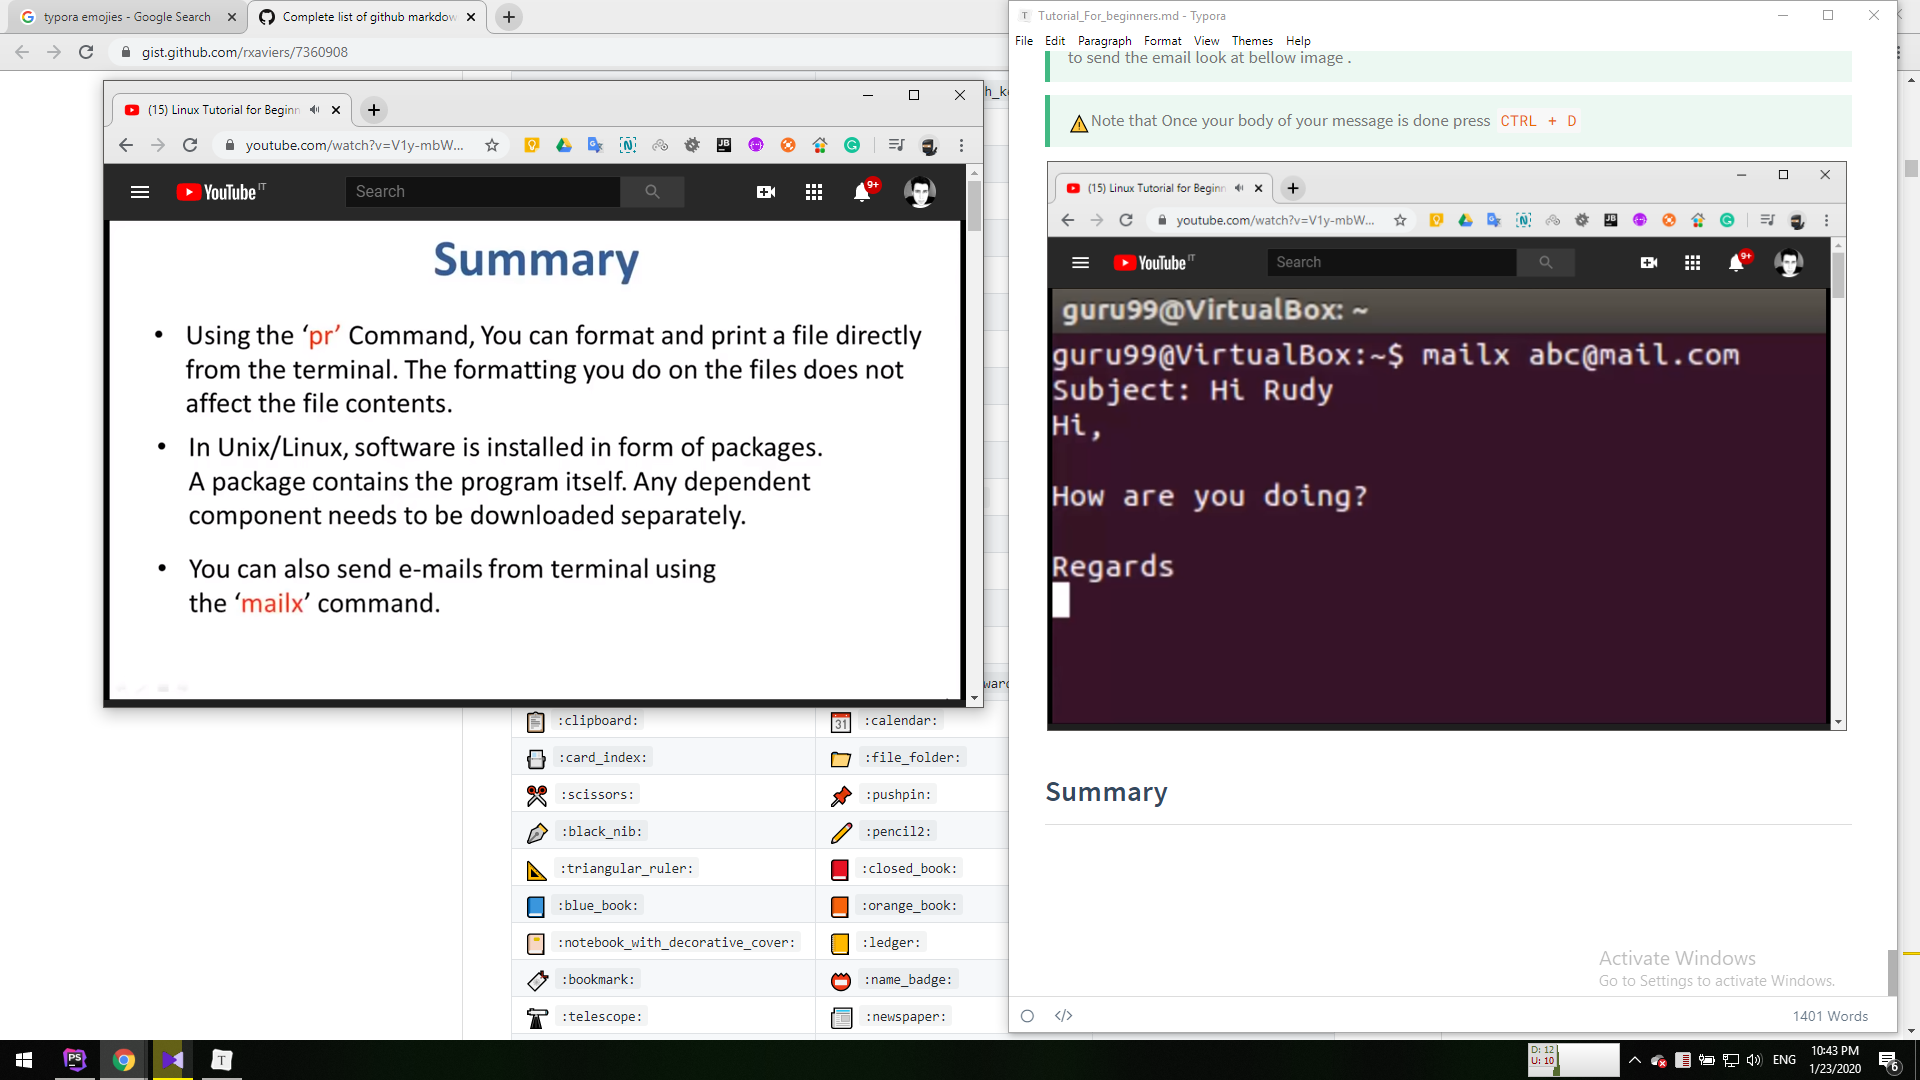 typora emojies - Google Search
Complete list of github markdow
gist.github.com/rxaviers/7360908
(15) Linux Tutorial for Beginn
youtube.com/watch?v=V1y-mbW...
YouTube IT
Search
9+
Summary
• Using the ‘pr’ Command, You can format and print a file directly
from the terminal. The formatting you do on the files does not
affect the file contents.
• In Unix/Linux, software is installed in form of packages.
A package contains the program itself. Any dependent
component needs to be downloaded separately.
• You can also send e-mails from terminal using
the ‘mailx’ command.
:clipboard: :calendar:
:card_index: :file_folder:
:scissors: :pushpin:
:black_nib: :pencil2:
:triangular_ruler: :closed_book:
:blue_book: :orange_book:
:notebook_with_decorative_cover: :ledger:
:bookmark: :name_badge:
:telescope: :newspaper:
Tutorial_For_beginners.md - Typora
File Edit Paragraph Format View Themes Help
to send the email look at bellow image .
Note that Once your body of your message is done press CTRL + D
(15) Linux Tutorial for Beginn
youtube.com/watch?v=V1y-mbW...
YouTube IT
Search
9+
guru99@VirtualBox: ~
guru99@VirtualBox:~$ mailx abc@mail.com
Subject: Hi Rudy
Hi,
How are you doing?
Regards
Summary
Activate Windows
Go to Settings to activate Windows.
1401 Words
D: 12
U: 10
ENG
10:43 PM
1/23/2020
6